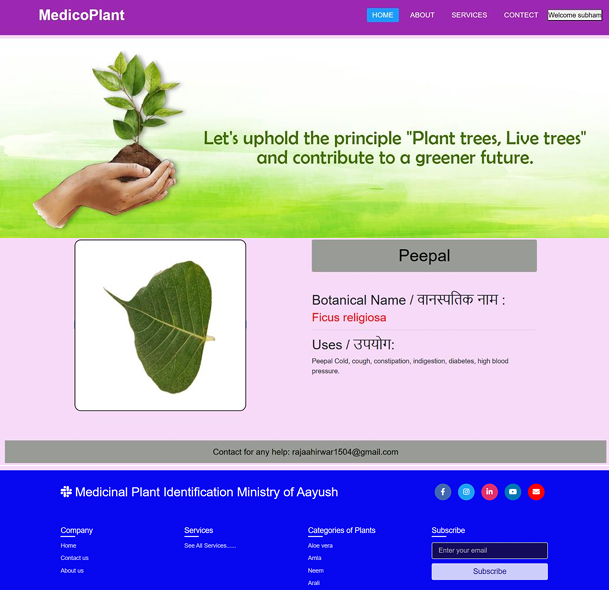 MedicoPlant
HOME ABOUT SERVICES CONTECT Welcome subham
Let's uphold the principle "Plant trees, Live trees"
and contribute to a greener future.
Peepal
Botanical Name / वानस्पतिक नाम :
Ficus religiosa
Uses / उपयोग:
Peepal Cold, cough, constipation, indigestion, diabetes, high blood
pressure.
Contact for any help: rajaahirwar1504@gmail.com
Medicinal Plant Identification Ministry of Aayush
Company
Home
Contact us
About us
Services
See All Services......
Categories of Plants
Aloe vera
Amla
Neem
Arali
Subscribe
Enter your email
Subscribe